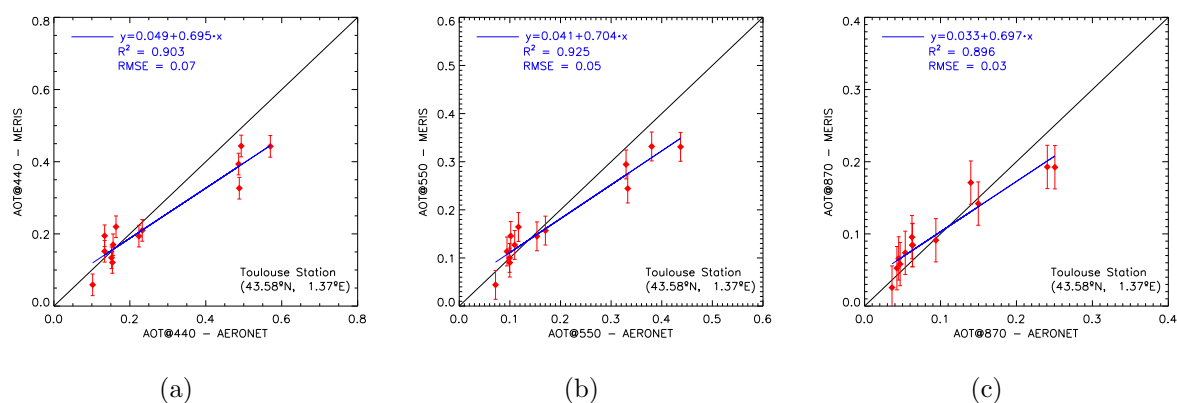 y=0.049+0.695·x
R² = 0.903
RMSE = 0.07
0.8
0.6
0.4
0.2
0.0
AOT@440 – MERIS
Toulouse Station
(43.58ºN, 1.37ºE)
0.0 0.2 0.4 0.6 0.8
AOT@440 – AERONET
(a)
y=0.041+0.704·x
R² = 0.925
RMSE = 0.05
0.6
0.5
0.4
0.3
0.2
0.1
0.0
AOT@550 – MERIS
Toulouse Station
(43.58ºN, 1.37ºE)
0.0 0.1 0.2 0.3 0.4 0.5 0.6
AOT@550 – AERONET
(b)
y=0.033+0.697·x
R² = 0.896
RMSE = 0.03
0.4
0.3
0.2
0.1
0.0
AOT@870 – MERIS
Toulouse Station
(43.58ºN, 1.37ºE)
0.0 0.1 0.2 0.3 0.4
AOT@870 – AERONET
(c)